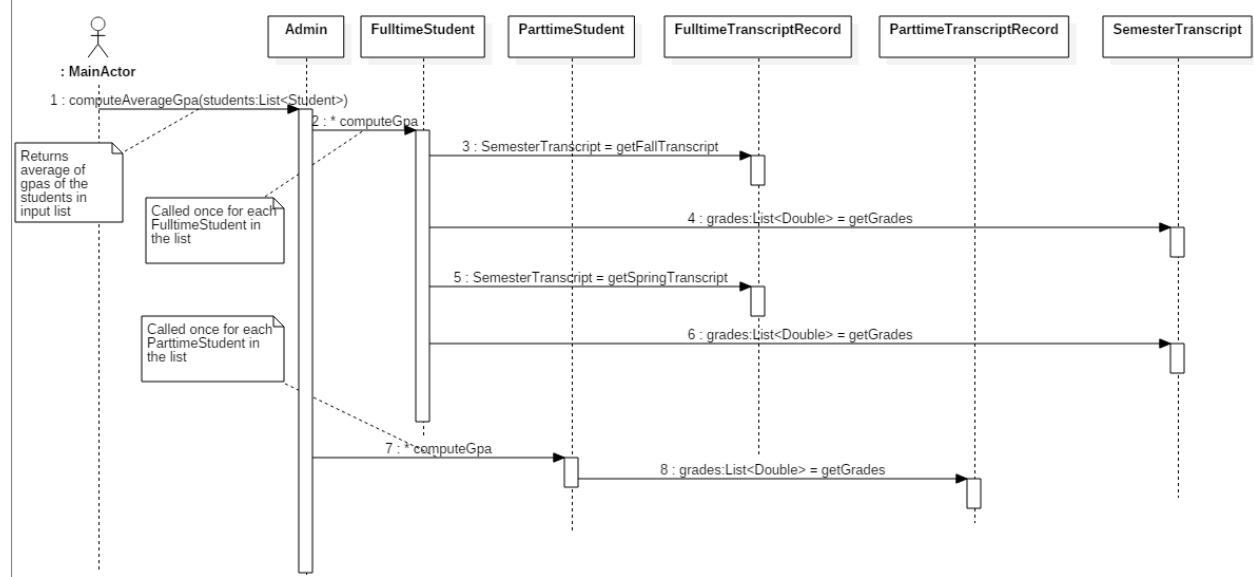 Admin
FulltimeStudent
ParttimeStudent
FulltimeTranscriptRecord
ParttimeTranscriptRecord
SemesterTranscript
: MainActor
1 : computeAverageGpa(students:List<Student>)
2 : * computeGpa
3 : SemesterTranscript = getFallTranscript
Returns
average of
gpas of the
students in
input list
Called once for each
FulltimeStudent in
the list
4 : grades:List<Double> = getGrades
5 : SemesterTranscript = getSpringTranscript
Called once for each
ParttimeStudent in
the list
6 : grades:List<Double> = getGrades
7 : * computeGpa
8 : grades:List<Double> = getGrades